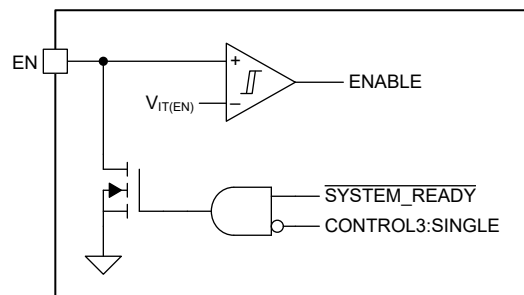 EN
+
ENABLE
V_IT(EN)
−
SYSTEM_READY
CONTROL3:SINGLE